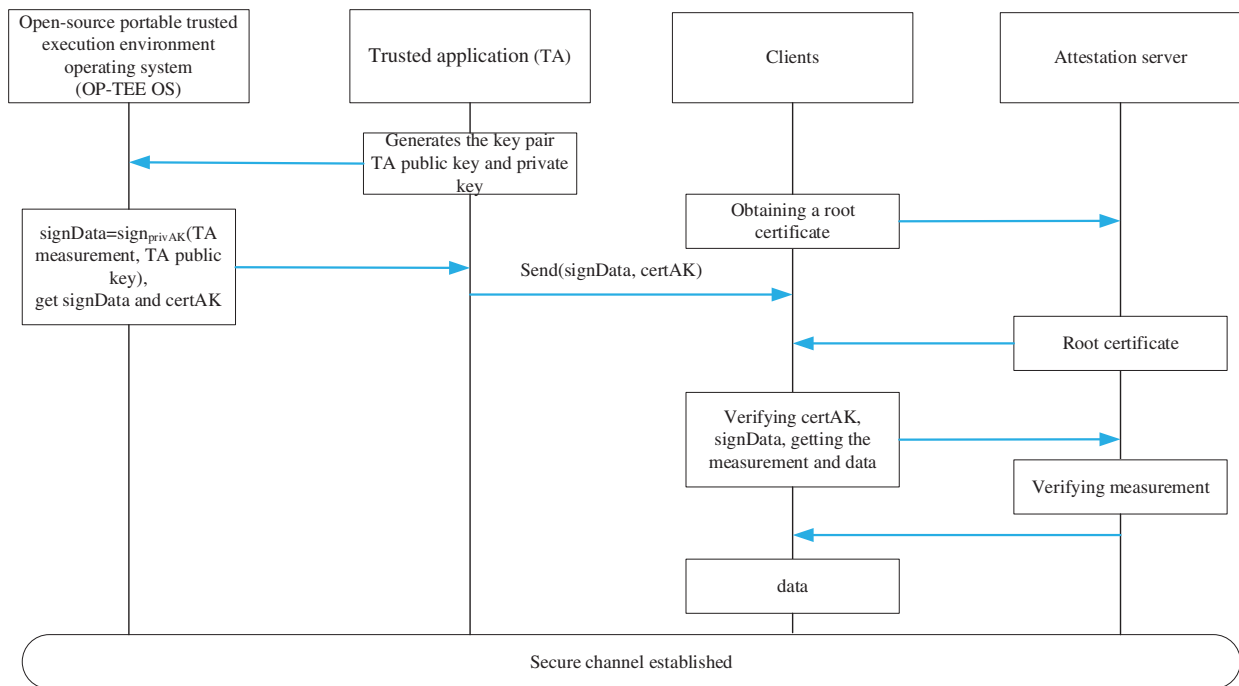 Open-source portable trusted
execution environment
operating system
(OP-TEE OS)
Trusted application (TA)
Clients
Attestation server
Generates the key pair
TA public key and private
key
Obtaining a root
certificate
signData=sign_privAK(TA
measurement, TA public
key),
get signData and certAK
Send(signData, certAK)
Root certificate
Verifying certAK,
signData, getting the
measurement and data
Verifying measurement
data
Secure channel established